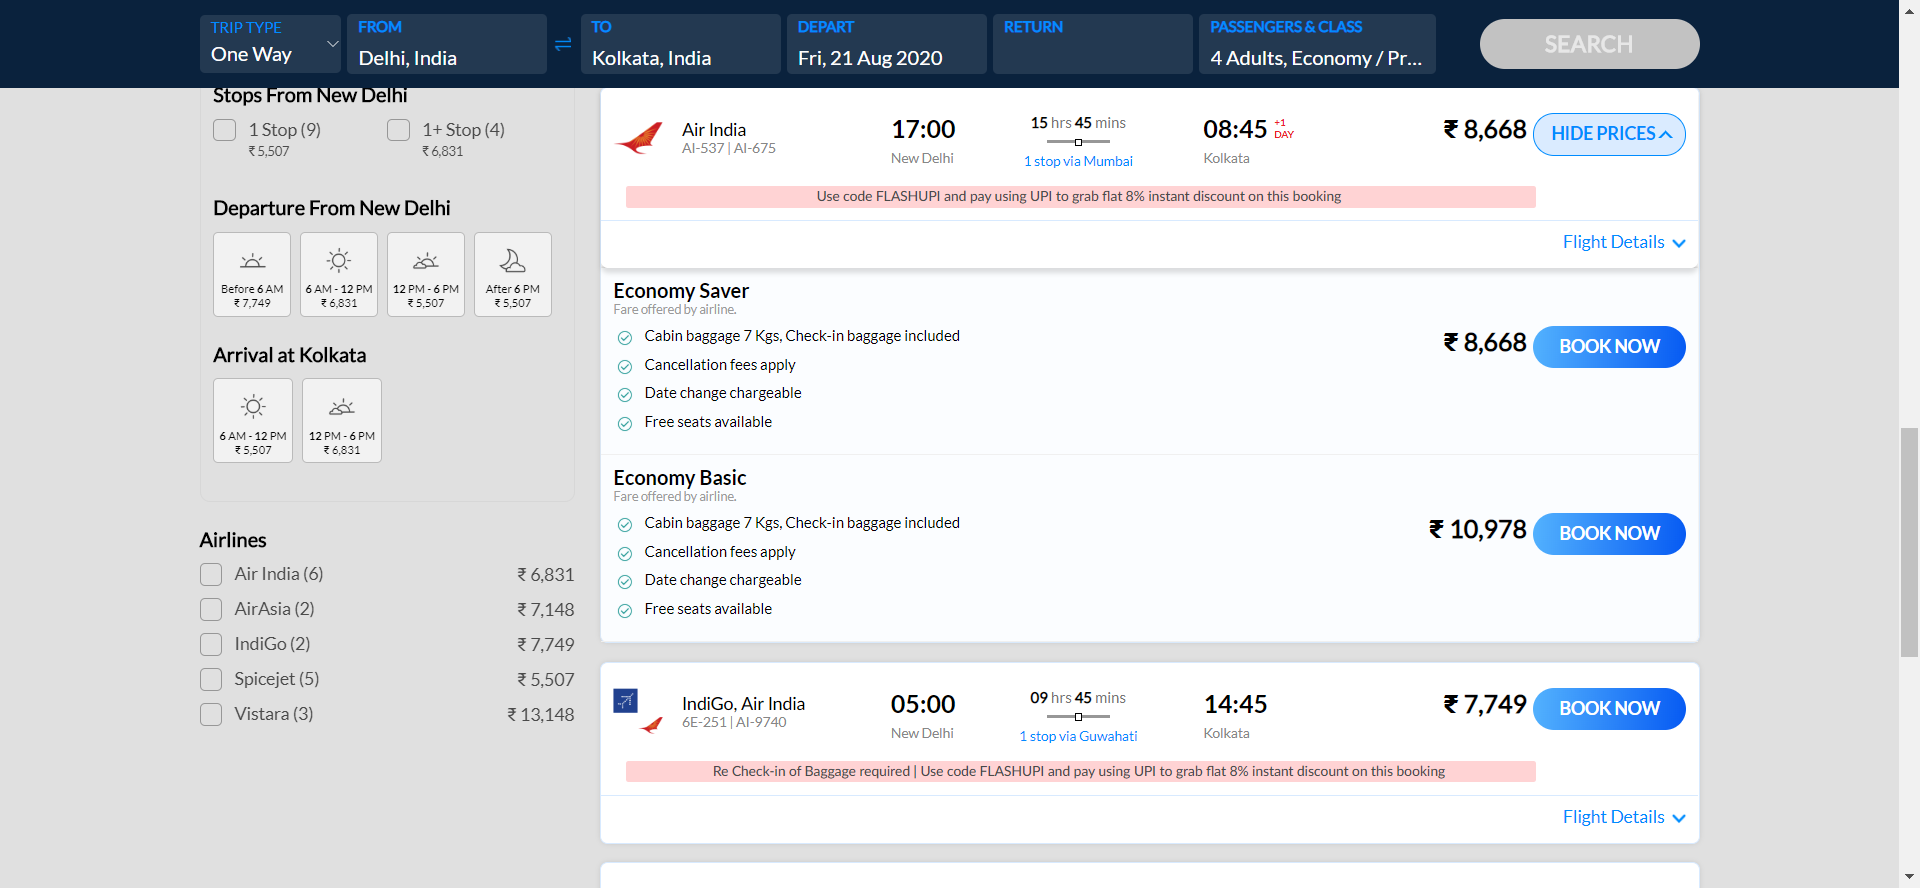 TRIP TYPE
One Way
FROM
Delhi, India
TO
Kolkata, India
DEPART
Fri, 21 Aug 2020
RETURN
PASSENGERS & CLASS
4 Adults, Economy / Pr...
SEARCH
Stops From New Delhi
1 Stop (9)
₹ 5,507
1+ Stop (4)
₹ 6,831
Departure From New Delhi
Before 6 AM
₹ 7,749
6 AM - 12 PM
₹ 6,831
12 PM - 6 PM
₹ 5,507
After 6 PM
₹ 5,507
Arrival at Kolkata
6 AM - 12 PM
₹ 5,507
12 PM - 6 PM
₹ 6,831
Airlines
Air India (6) ₹ 6,831
AirAsia (2) ₹ 7,148
IndiGo (2) ₹ 7,749
Spicejet (5) ₹ 5,507
Vistara (3) ₹ 13,148
Air India
AI-537 | AI-675
17:00
New Delhi
15 hrs 45 mins
1 stop via Mumbai
08:45 +1 DAY
Kolkata
₹ 8,668
HIDE PRICES
Use code FLASHUPI and pay using UPI to grab flat 8% instant discount on this booking
Flight Details
Economy Saver
Fare offered by airline.
Cabin baggage 7 Kgs, Check-in baggage included
Cancellation fees apply
Date change chargeable
Free seats available
₹ 8,668
BOOK NOW
Economy Basic
Fare offered by airline.
Cabin baggage 7 Kgs, Check-in baggage included
Cancellation fees apply
Date change chargeable
Free seats available
₹ 10,978
BOOK NOW
IndiGo, Air India
6E-251 | AI-9740
05:00
New Delhi
09 hrs 45 mins
1 stop via Guwahati
14:45
Kolkata
₹ 7,749
BOOK NOW
Re Check-in of Baggage required | Use code FLASHUPI and pay using UPI to grab flat 8% instant discount on this booking
Flight Details